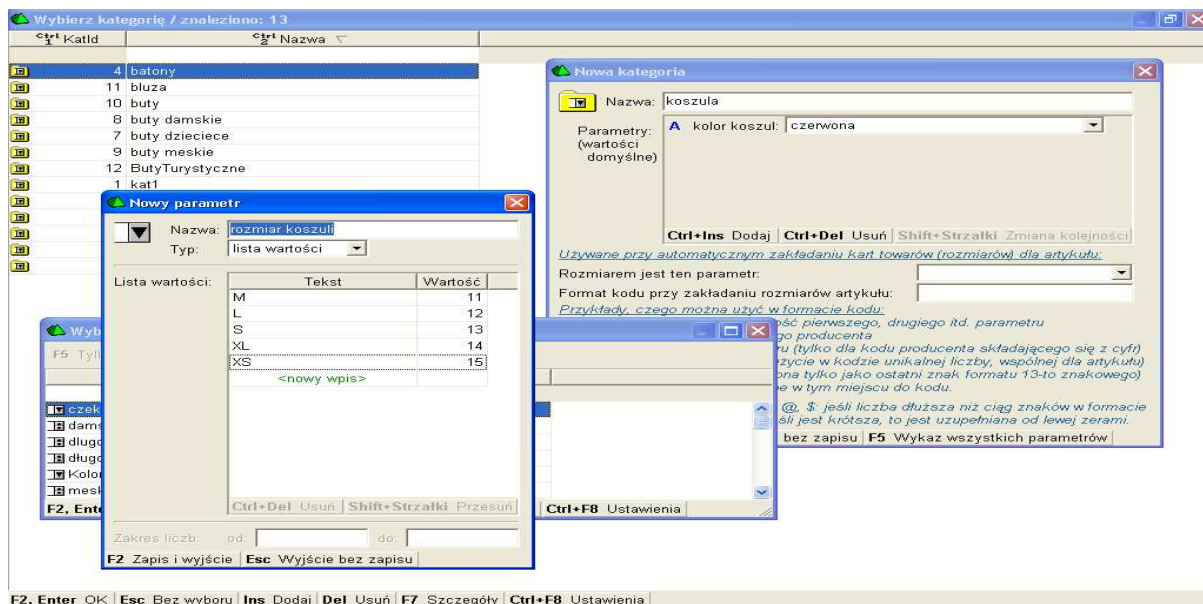 Wybierz kategorię / znaleziono: 13
Ctrl 1 KatId Ctrl 2 Nazwa
4 batony
11 bluza
10 buty
8 buty damskie
7 buty dzieciece
9 buty meskie
12 ButyTurystyczne
1 kat1
Nowa kategoria
Nazwa: koszula
Parametry: (wartości domyślne)
A kolor koszul: czerwona
Ctrl+Ins Dodaj Ctrl+Del Usuń Shift+Strzałki Zmiana kolejności
Używane przy automatycznym zakładaniu kart towarów (rozmiarów) dla artykułu:
Rozmiarem jest ten parametr:
Format kodu przy zakładaniu rozmiarów artykułu:
Przykłady, czego można użyć w formacie kodu:
ość pierwszego, drugiego itd. parametru
go producenta
ru (tylko dla kodu producenta składającego się z cyfr)
życie w kodzie unikalnej liczby, wspólnej dla artykułu)
ona tylko jako ostatni znak formatu 13-to znakowego)
e w tym miejscu do kodu.
@, $: jeśli liczba dłuższa niż ciąg znaków w formacie
śli jest krótsza, to jest uzupełniana od lewej zerami.
bez zapisu F5 Wykaz wszystkich parametrów
Nowy parametr
Nazwa: rozmiar koszuli
Typ: lista wartości
Lista wartości:
Tekst Wartość
M 11
L 12
S 13
XL 14
XS 15
<nowy wpis>
Ctrl+Del Usuń Shift+Strzałki Przesuń
Zakres liczb: od: do:
F2 Zapis i wyjście Esc Wyjście bez zapisu
Wyb
F5 Tyl
czek
dams
dlugo
długo
Kolo
mesk
F2, Ente Ctrl+F8 Ustawienia
F2, Enter OK Esc Bez wyboru Ins Dodaj Del Usuń F7 Szczegóły Ctrl+F8 Ustawienia